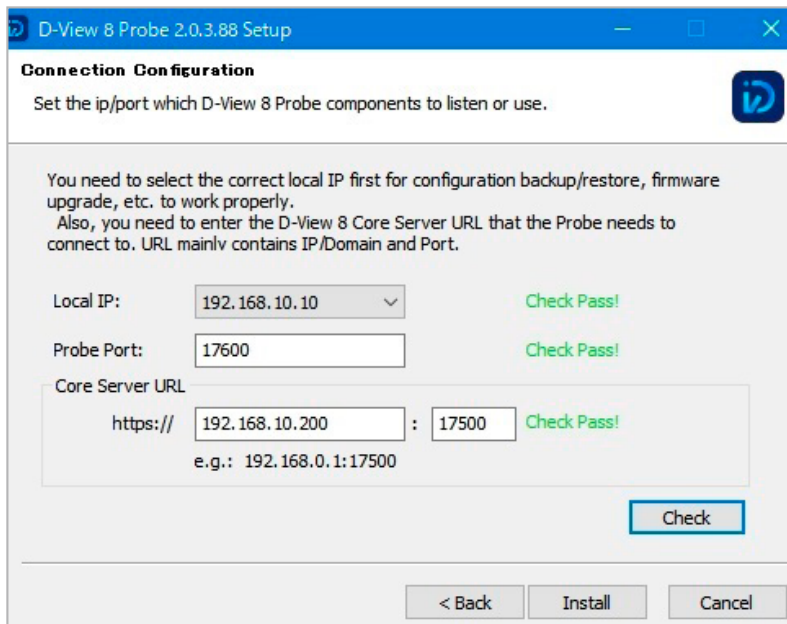 D-View 8 Probe 2.0.3.88 Setup
Connection Configuration
Set the ip/port which D-View 8 Probe components to listen or use.
You need to select the correct local IP first for configuration backup/restore, firmware
upgrade, etc. to work properly.
Also, you need to enter the D-View 8 Core Server URL that the Probe needs to
connect to. URL mainly contains IP/Domain and Port.
Local IP: 192.168.10.10 Check Pass!
Probe Port: 17600 Check Pass!
Core Server URL
https:// 192.168.10.200 : 17500 Check Pass!
e.g.: 192.168.0.1:17500
Check
< Back Install Cancel